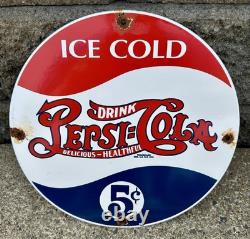 ICE COLD
DRINK
PEPSI=COLA
DELICIOUS-HEALTHFUL
5¢